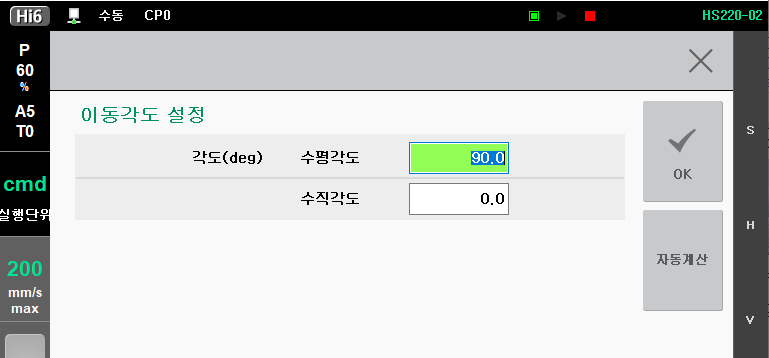 Hi6 수동 CP0 HS220-02
P
60
%
A5
T0
cmd
실행단위
200
mm/s
max
이동각도 설정
각도(deg) 수평각도 90.0
수직각도 0.0
OK
자동계산
S
H
V